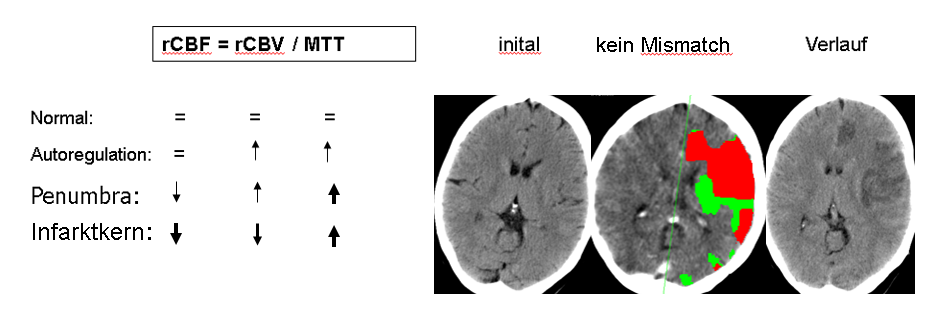 rCBF = rCBV / MTT
inital kein Mismatch Verlauf
Normal: = = =
Autoregulation: = ↑ ↑
Penumbra: ↓ ↑ ↑
Infarktkern: ↓ ↓ ↑